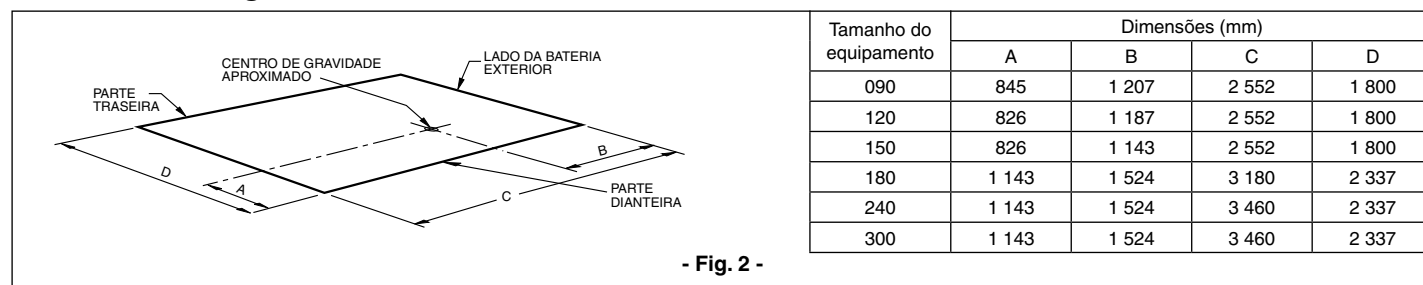 CENTRO DE GRAVIDADE
APROXIMADO
LADO DA BATERIA
EXTERIOR
PARTE
TRASEIRA
D
A
B
C
PARTE
DIANTEIRA
Tamanho do
equipamento
Dimensões (mm)
A B C D
090 845 1 207 2 552 1 800
120 826 1 187 2 552 1 800
150 826 1 143 2 552 1 800
180 1 143 1 524 3 180 2 337
240 1 143 1 524 3 460 2 337
300 1 143 1 524 3 460 2 337
- Fig. 2 -